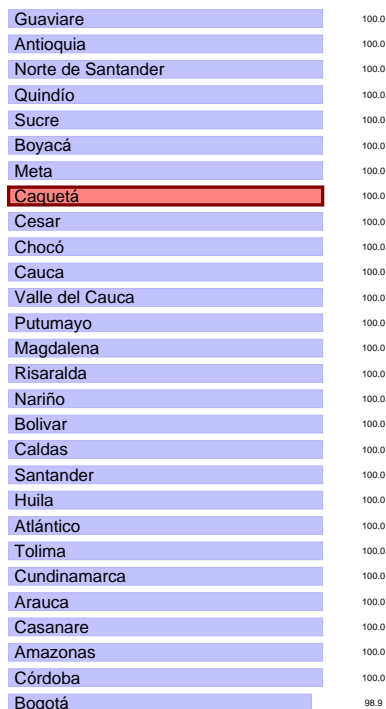 Guaviare 100.0
Antioquia 100.0
Norte de Santander 100.0
Quindío 100.0
Sucre 100.0
Boyacá 100.0
Meta 100.0
Caquetá 100.0
Cesar 100.0
Chocó 100.0
Cauca 100.0
Valle del Cauca 100.0
Putumayo 100.0
Magdalena 100.0
Risaralda 100.0
Nariño 100.0
Bolivar 100.0
Caldas 100.0
Santander 100.0
Huila 100.0
Atlántico 100.0
Tolima 100.0
Cundinamarca 100.0
Arauca 100.0
Casanare 100.0
Amazonas 100.0
Córdoba 100.0
Bogotá 98.9